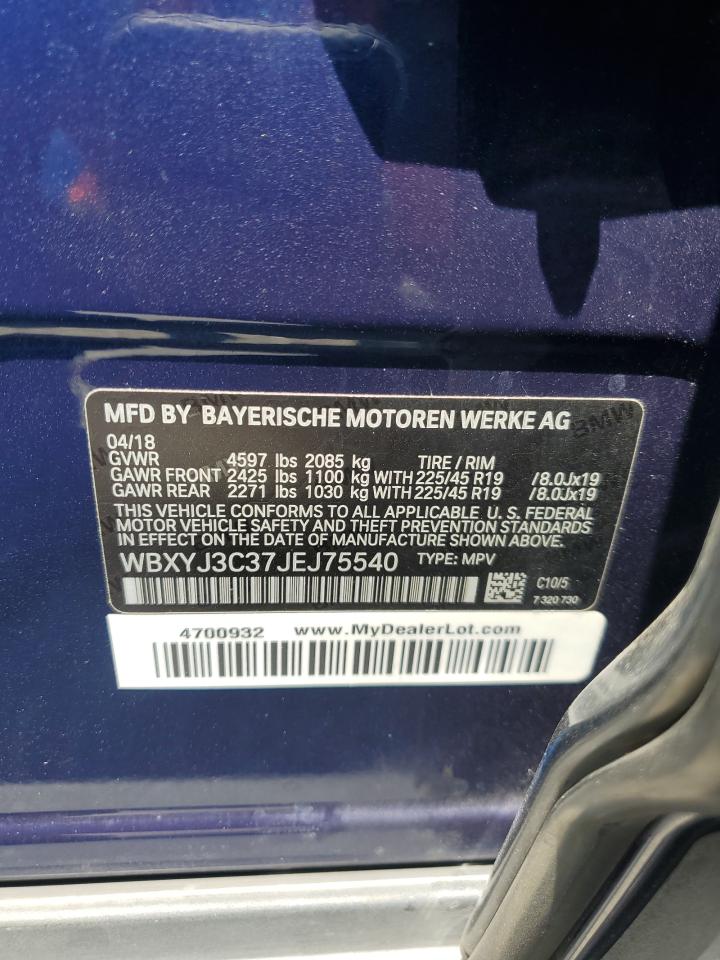 MFD BY BAYERISCHE MOTOREN WERKE AG
04/18
GVWR 4597 lbs 2085 kg TIRE / RIM
GAWR FRONT 2425 lbs 1100 kg WITH 225/45 R19 /8.0Jx19
GAWR REAR 2271 lbs 1030 kg WITH 225/45 R19 /8.0Jx19
THIS VEHICLE CONFORMS TO ALL APPLICABLE, U. S. FEDERAL
MOTOR VEHICLE SAFETY AND THEFT PREVENTION STANDARDS
IN EFFECT ON THE DATE OF MANUFACTURE SHOWN ABOVE.
WBXYJ3C37JEJ75540 TYPE: MPV
C10/5
7 320 730
4700932 www.MyDealerLot.com
BMW